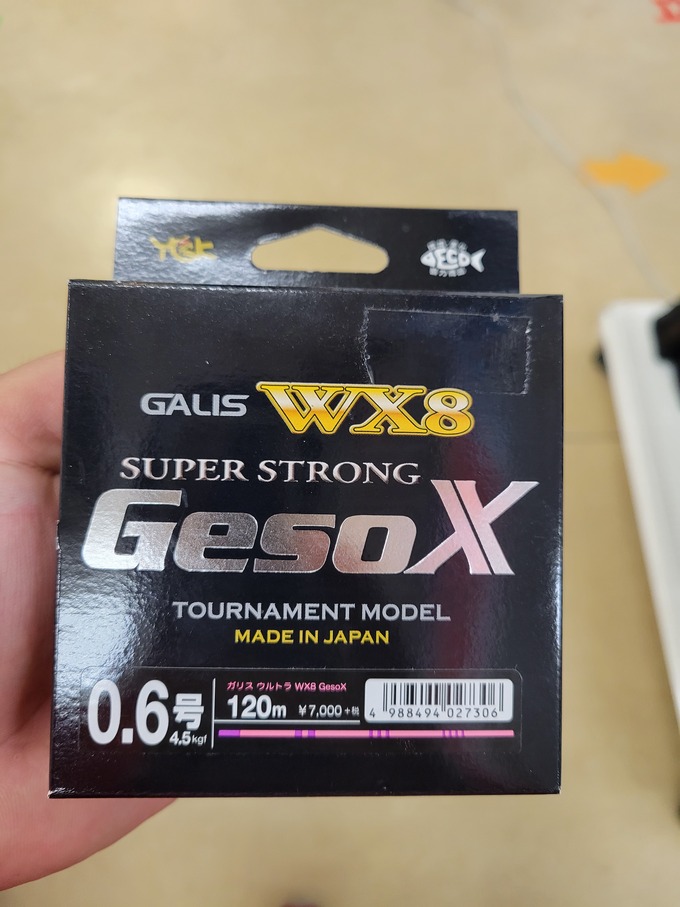 YGK
GALIS WX8
SUPER STRONG
GesoX
TOURNAMENT MODEL
MADE IN JAPAN
0.6号
4.5kgf
ガリス ウルトラ WX8 GesoX
120m ¥7,000+税
4 988494 027306